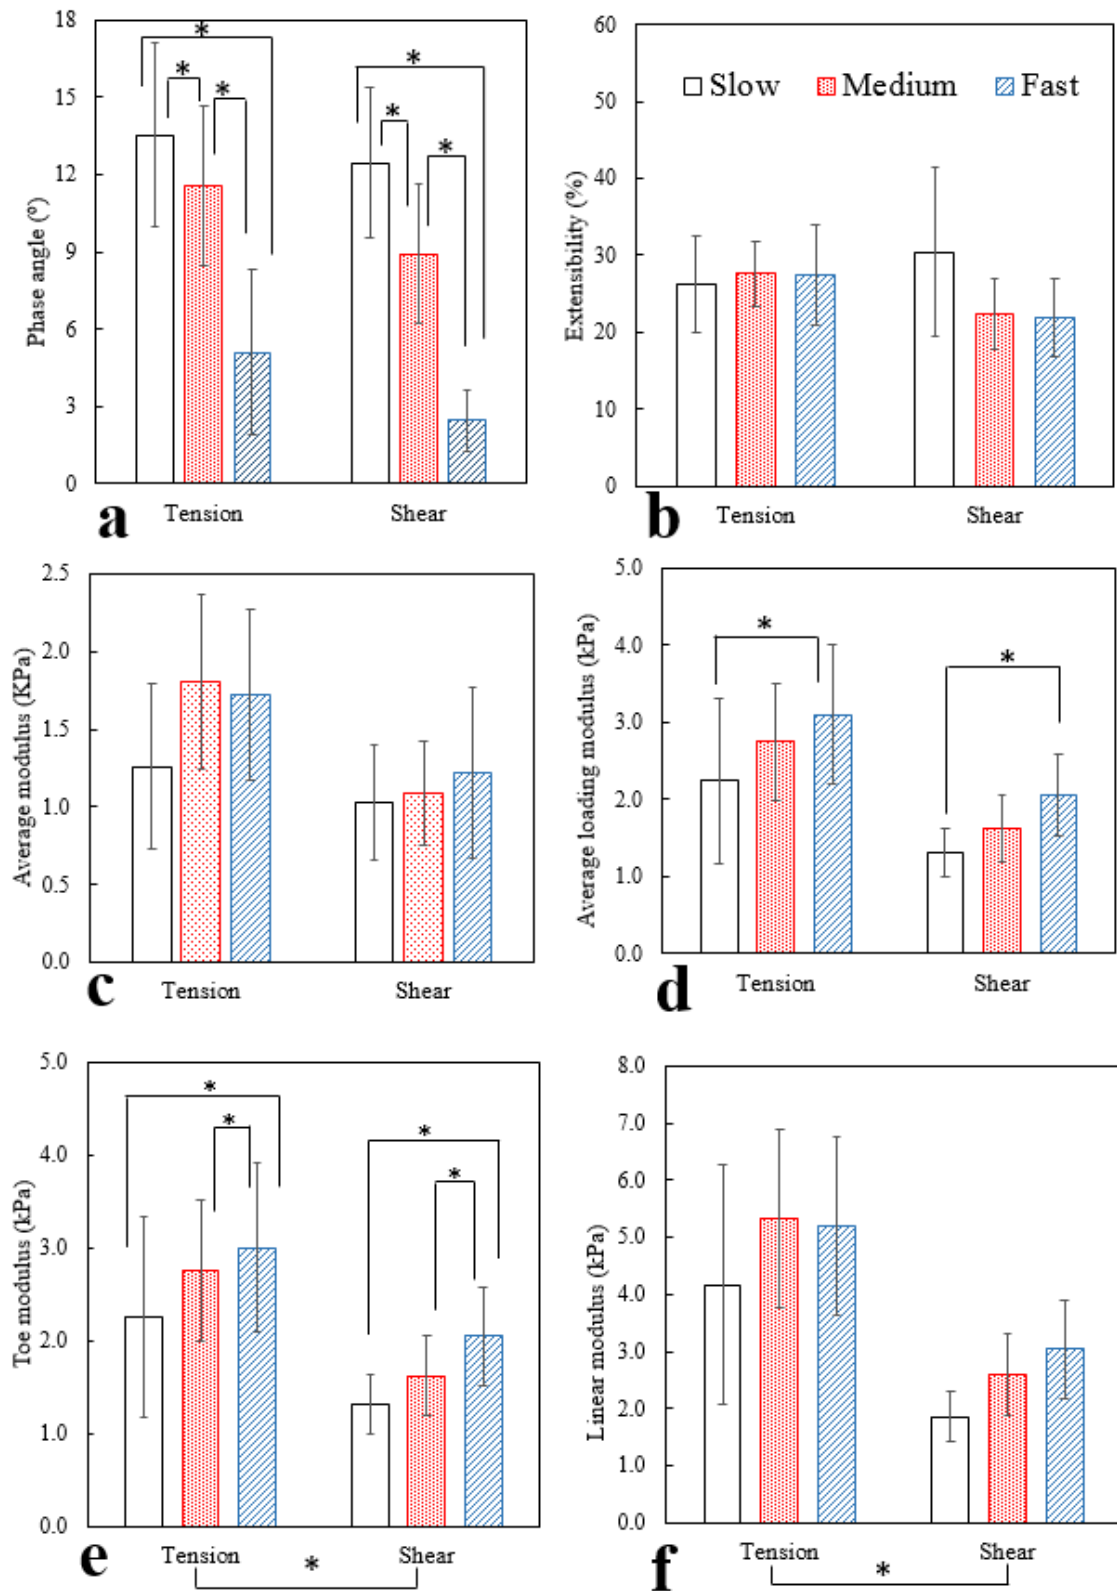 18
15
12
9
6
3
0
Phase angle (°)
*
*
*
*
*
*
a
Tension
Shear
60
50
40
30
20
10
0
Extensibility (%)
Slow
Medium
Fast
b
Tension
Shear
2.5
2.0
1.5
1.0
0.5
0.0
Average modulus (KPa)
c
Tension
Shear
5.0
4.0
3.0
2.0
1.0
0.0
Average loading modulus (kPa)
*
*
d
Tension
Shear
5.0
4.0
3.0
2.0
1.0
0.0
Toe modulus (kPa)
*
*
*
*
e
Tension
Shear
*
8.0
7.0
6.0
5.0
4.0
3.0
2.0
1.0
0.0
Linear modulus (kPa)
f
Tension
Shear
*